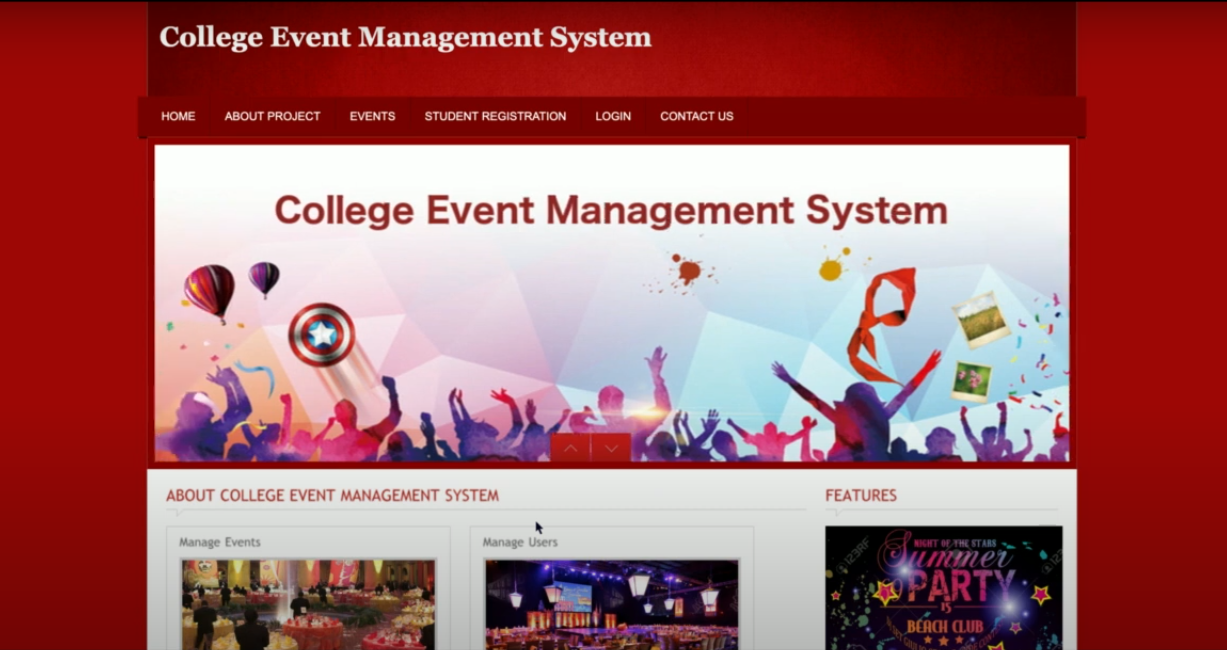 College Event Management System
HOME
ABOUT PROJECT
EVENTS
STUDENT REGISTRATION
LOGIN
CONTACT US
College Event Management System
ABOUT COLLEGE EVENT MANAGEMENT SYSTEM
FEATURES
Manage Events
Manage Users
NIGHT OF THE STARS
Summer
PARTY
15
BEACH CLUB
123RF